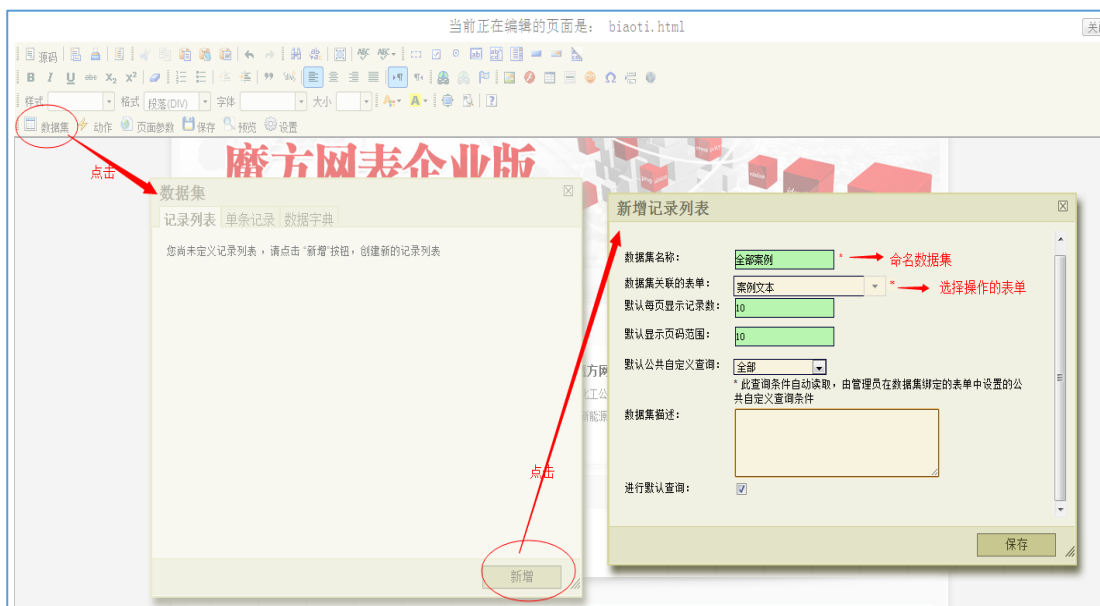 当前正在编辑的页面是： biaoti.html
源码
B I U abc X₂ X²
样式 格式 段落(DIV) 字体 大小
数据集 动作 页面参数 保存 预览 设置
点击
魔方网表企业版
数据集
记录列表 单条记录 数据字典
您尚未定义记录列表，请点击 "新增"按钮，创建新的记录列表
点击
新增
新增记录列表
数据集名称： 全部案例 * 命名数据集
数据集关联的表单： 案例文本 * 选择操作的表单
默认每页显示记录数： 10
默认显示页码范围： 10
默认公共自定义查询： 全部
* 此查询条件自动读取，由管理员在数据集绑定的表单中设置的公
共自定义查询条件
数据集描述：
进行默认查询：
保存